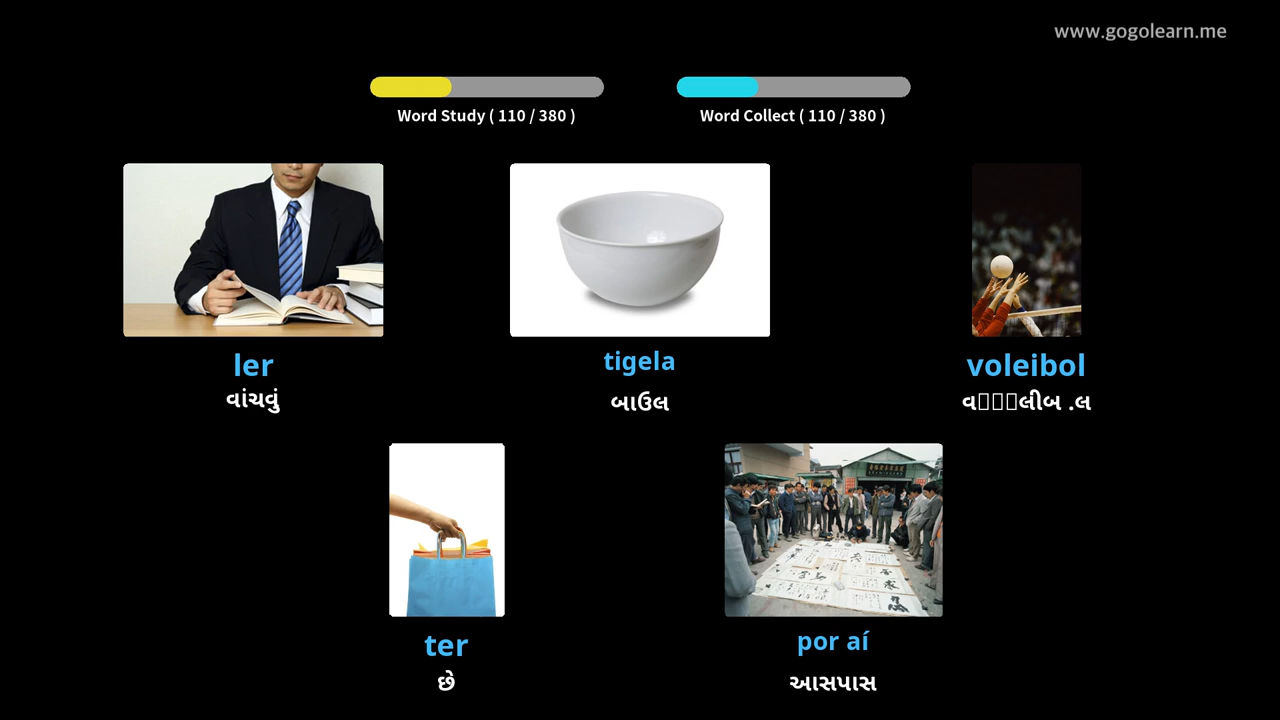 www.gogolearn.me
Word Study ( 110 / 380 )
Word Collect ( 110 / 380 )
ler
tigela
voleibol
વાંચવું
બાઉલ
ter
por aí
છે
આસપાસ